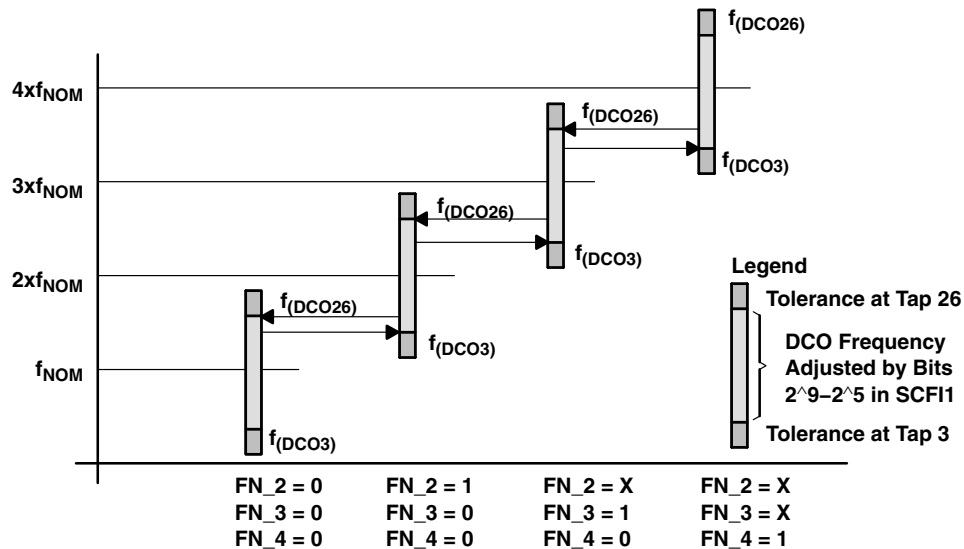 f(DCO26)
4xfNOM
f(DCO26)
f(DCO3)
3xfNOM
f(DCO26)
f(DCO3)
2xfNOM
f(DCO26)
f(DCO3)
fNOM
f(DCO3)
Legend
Tolerance at Tap 26
DCO Frequency
Adjusted by Bits
2^9–2^5 in SCFI1
Tolerance at Tap 3
FN_2 = 0 FN_2 = 1 FN_2 = X FN_2 = X
FN_3 = 0 FN_3 = 0 FN_3 = 1 FN_3 = X
FN_4 = 0 FN_4 = 0 FN_4 = 0 FN_4 = 1